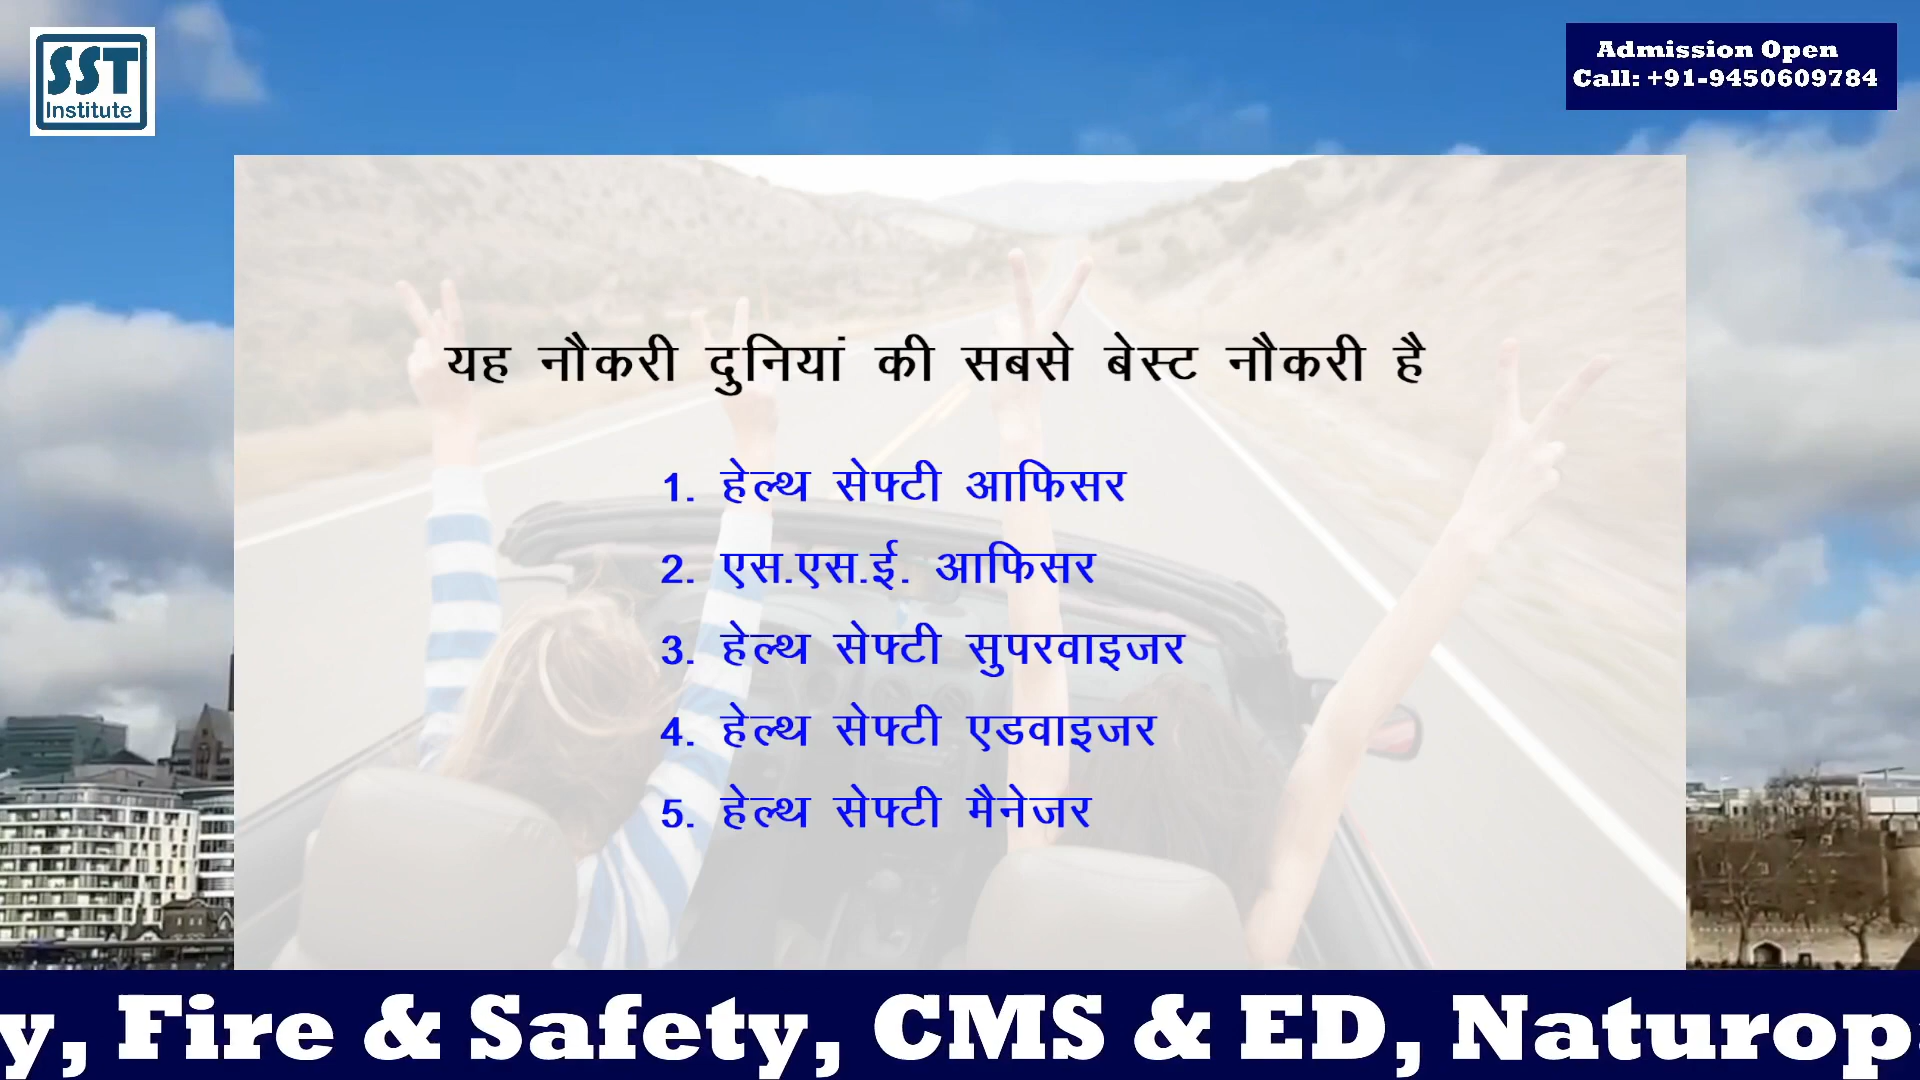 SST
Institute
Admission Open
Call: +91-9450609784
यह नौकरी दुनियां की सबसे बेस्ट नौकरी है
1. हेल्थ सेफ्टी आफिसर
2. एस.एस.ई. आफिसर
3. हेल्थ सेफ्टी सुपरवाइजर
4. हेल्थ सेफ्टी एडवाइजर
5. हेल्थ सेफ्टी मैनेजर
y, Fire & Safety, CMS & ED, Naturop